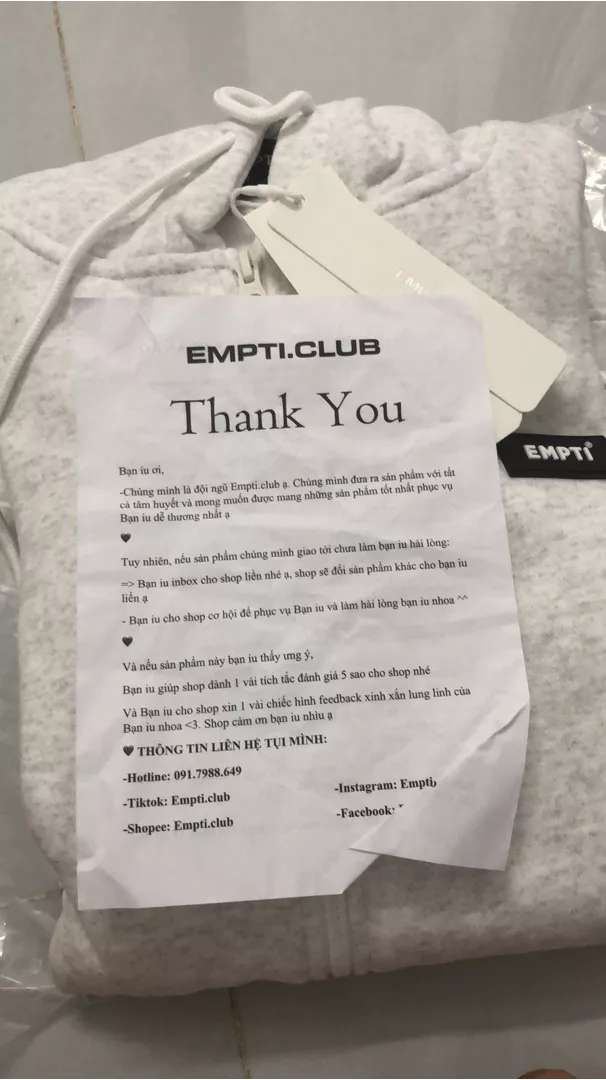 I AM
EMPTI
EMPTI.CLUB
Thank You
Bạn iu ơi,
-Chúng mình là đội ngũ Empti.club ạ. Chúng mình đưa ra sản phẩm với tất
cả tâm huyết và mong muốn được mang những sản phẩm tốt nhất phục vụ
Bạn iu dễ thương nhất ạ
♥
Tuy nhiên, nếu sản phẩm chúng mình giao tới chưa làm bạn iu hài lòng:
=> Bạn iu inbox cho shop liền nhé ạ, shop sẽ đổi sản phẩm khác cho bạn iu
liền ạ
- Bạn iu cho shop cơ hội để phục vụ Bạn iu và làm hài lòng bạn iu nhoa ^^
♥
Và nếu sản phẩm này bạn iu thấy ưng ý,
Bạn iu giúp shop dành 1 vài tích tắc đánh giá 5 sao cho shop nhé
Và Bạn iu cho shop xin 1 vài chiếc hình feedback xinh xắn lung linh của
Bạn iu nhoa <3. Shop cảm ơn bạn iu nhìu ạ
♥ THÔNG TIN LIÊN HỆ TỤI MÌNH:
-Hotline: 091.7988.649
-Tiktok: Empti.club
-Shopee: Empti.club
-Instagram: Empti
-Facebook: